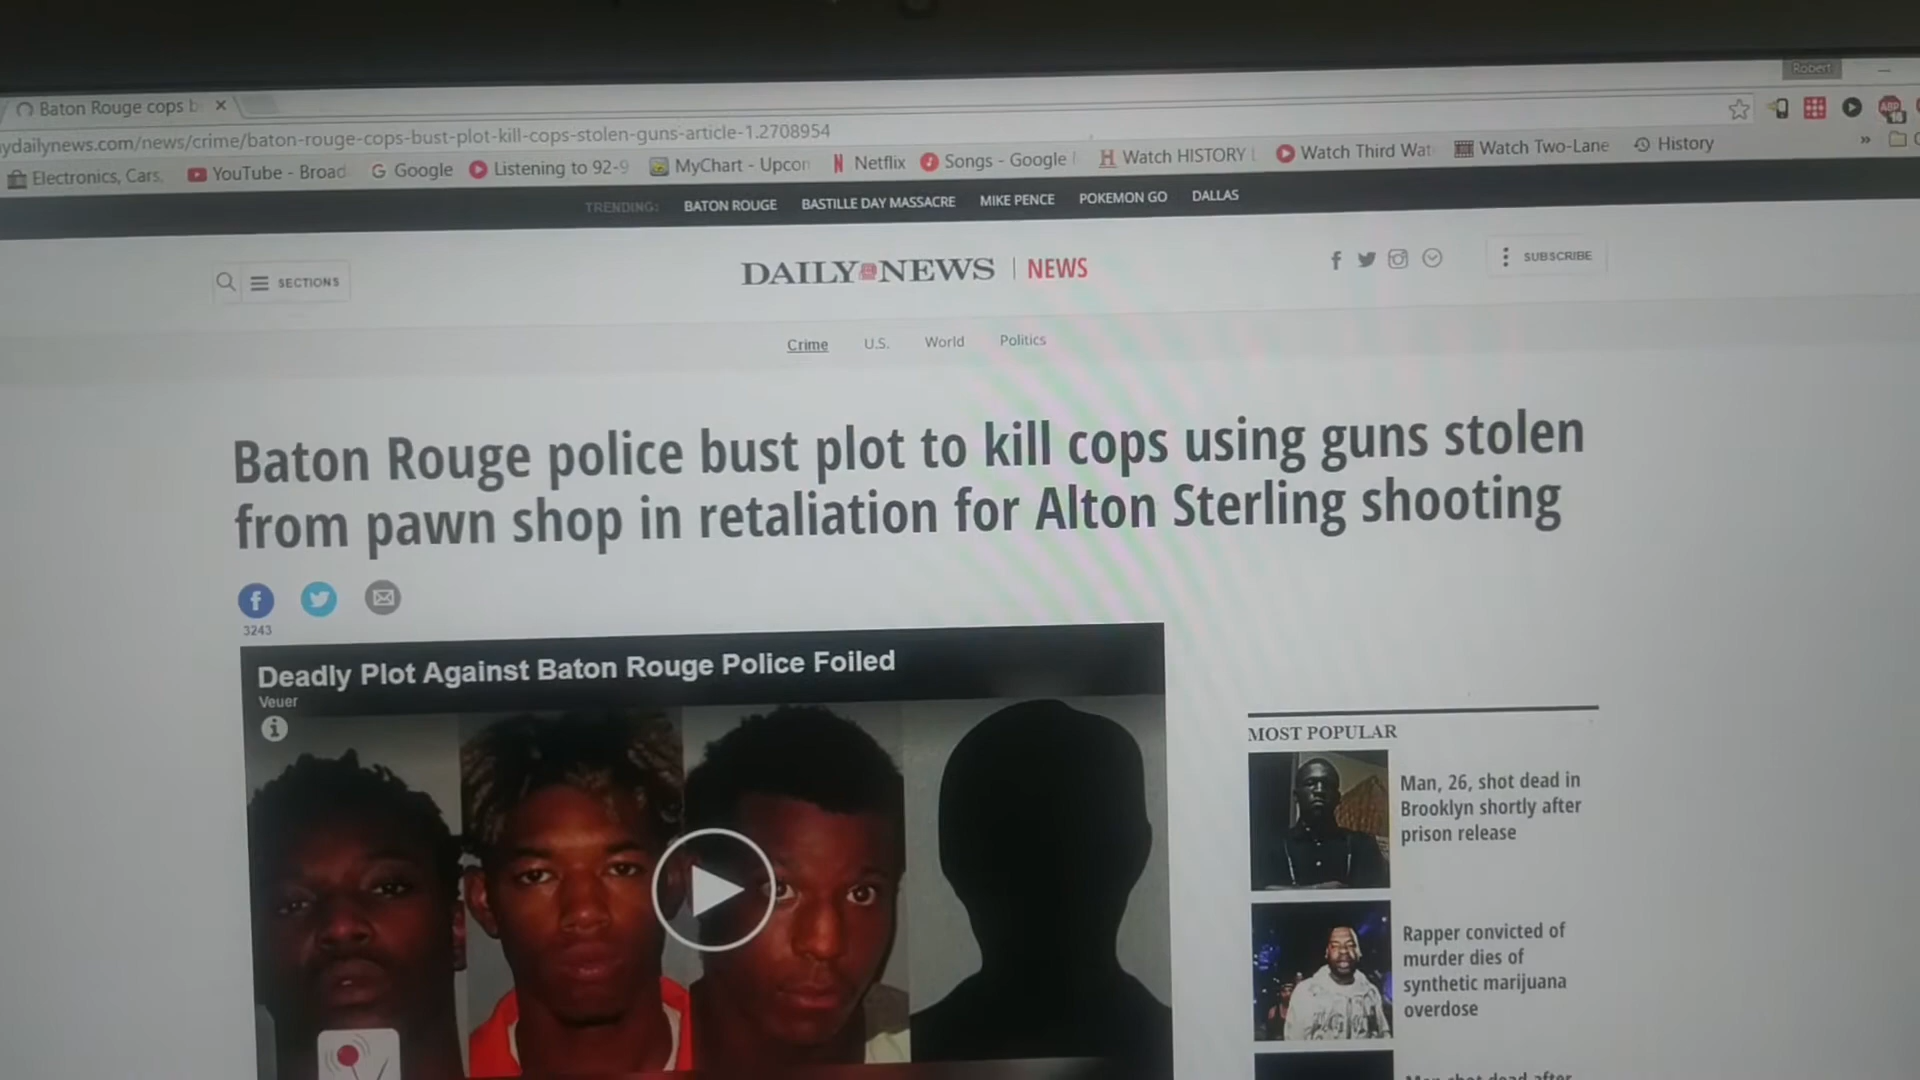 Robert
Baton Rouge cops b
ydailynews.com/news/crime/baton-rouge-cops-bust-plot-kill-cops-stolen-guns-article-1.2708954
ABP
Electronics, Cars, YouTube - Broad Google Listening to 92-9 MyChart - Upcon Netflix Songs - Google Watch HISTORY Watch Third Wat Watch Two-Lane History »
TRENDING: BATON ROUGE BASTILLE DAY MASSACRE MIKE PENCE POKEMON GO DALLAS
SECTIONS DAILY NEWS | NEWS SUBSCRIBE
Crime U.S. World Politics
Baton Rouge police bust plot to kill cops using guns stolen
from pawn shop in retaliation for Alton Sterling shooting
3243
Deadly Plot Against Baton Rouge Police Foiled
Veuer
MOST POPULAR
Man, 26, shot dead in
Brooklyn shortly after
prison release
Rapper convicted of
murder dies of
synthetic marijuana
overdose